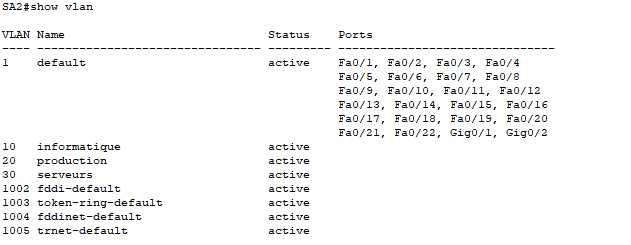 SA2#show vlan

VLAN Name                             Status    Ports
---- -------------------------------- --------- -------------------------------
1    default                          active    Fa0/1, Fa0/2, Fa0/3, Fa0/4
                                                Fa0/5, Fa0/6, Fa0/7, Fa0/8
                                                Fa0/9, Fa0/10, Fa0/11, Fa0/12
                                                Fa0/13, Fa0/14, Fa0/15, Fa0/16
                                                Fa0/17, Fa0/18, Fa0/19, Fa0/20
                                                Fa0/21, Fa0/22, Gig0/1, Gig0/2
10   informatique                     active
20   production                       active
30   serveurs                         active
1002 fddi-default                     active
1003 token-ring-default               active
1004 fddinet-default                  active
1005 trnet-default                    active